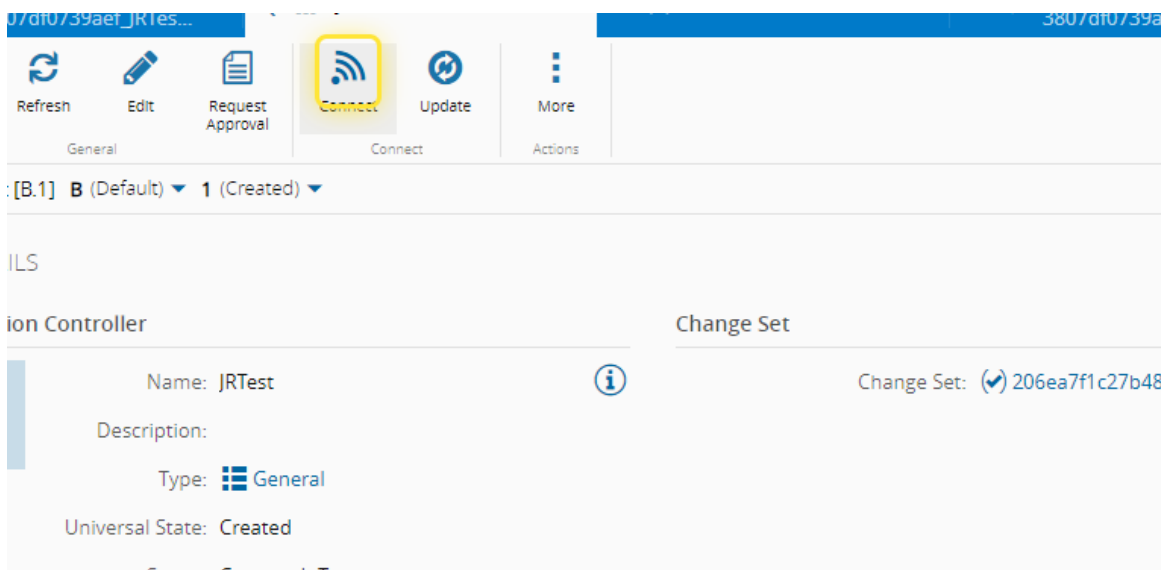 07df0739aef_JRTes...
3807df0739a
Refresh
Edit
Request
Approval
Connect
Update
More
General
Connect
Actions
[B.1] B (Default) 1 (Created)
ILS
ion Controller
Change Set
Name: JRTest
Change Set: 206ea7f1c27b48
Description:
Type: General
Universal State: Created